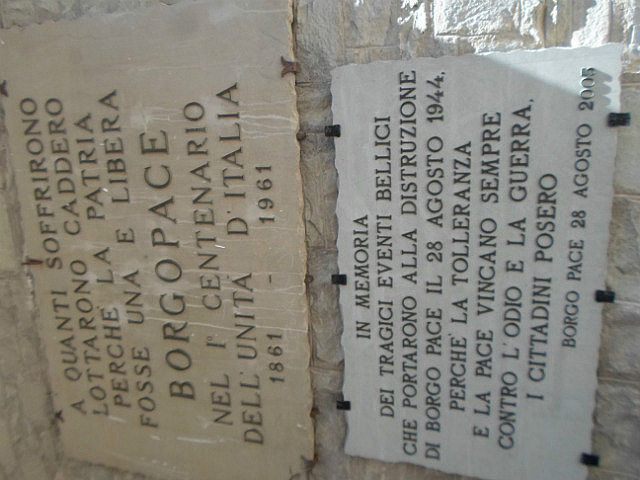 A QUANTI SOFFRIRONO
LOTTARONO CADDERO
PERCHÈ LA PATRIA
FOSSE UNA E LIBERA
BORGOPACE
NEL I° CENTENARIO
DELL'UNITÀ D'ITALIA
1861 - 1961
IN MEMORIA
DEI TRAGICI EVENTI BELLICI
CHE PORTARONO ALLA DISTRUZIONE
DI BORGO PACE IL 28 AGOSTO 1944,
PERCHE' LA TOLLERANZA
E LA PACE VINCANO SEMPRE
CONTRO L'ODIO E LA GUERRA.
I CITTADINI POSERO
BORGO PACE 28 AGOSTO 2005